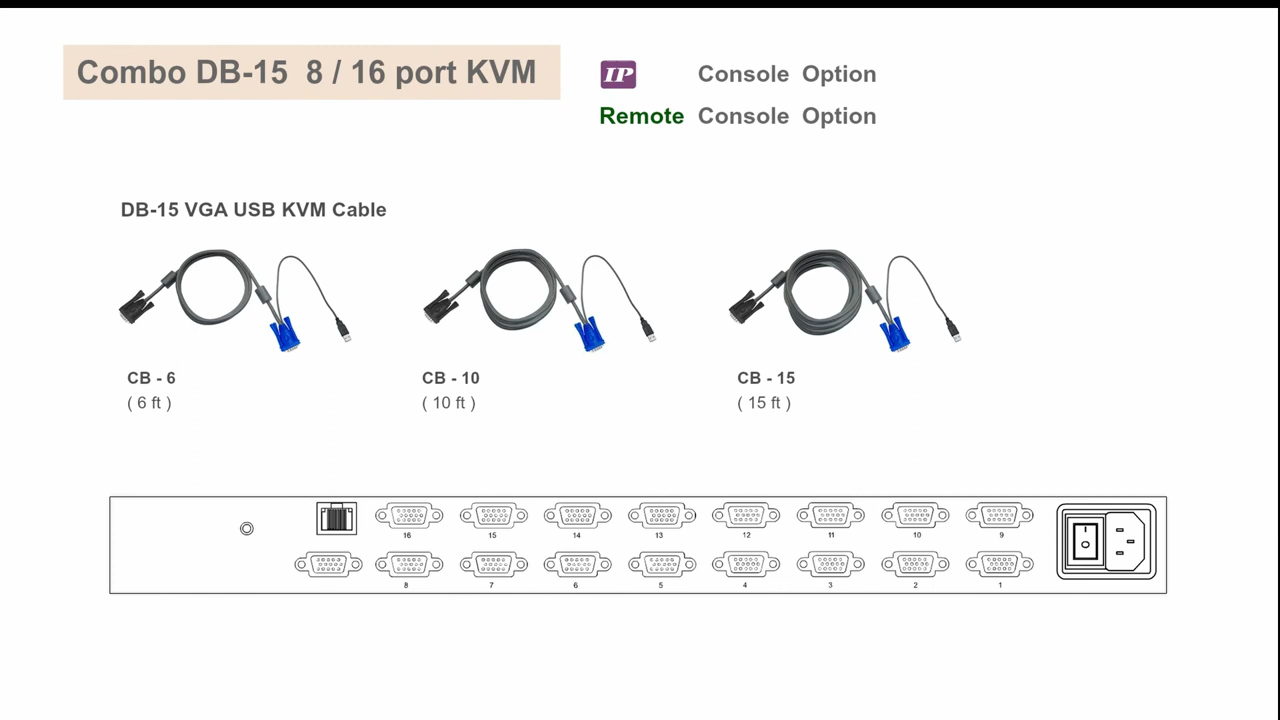 Combo DB-15 8 / 16 port KVM
IP Console Option
Remote Console Option
DB-15 VGA USB KVM Cable
CB - 6
( 6 ft )
CB - 10
( 10 ft )
CB - 15
( 15 ft )
16 15 14 13 12 11 10 9
8 7 6 5 4 3 2 1